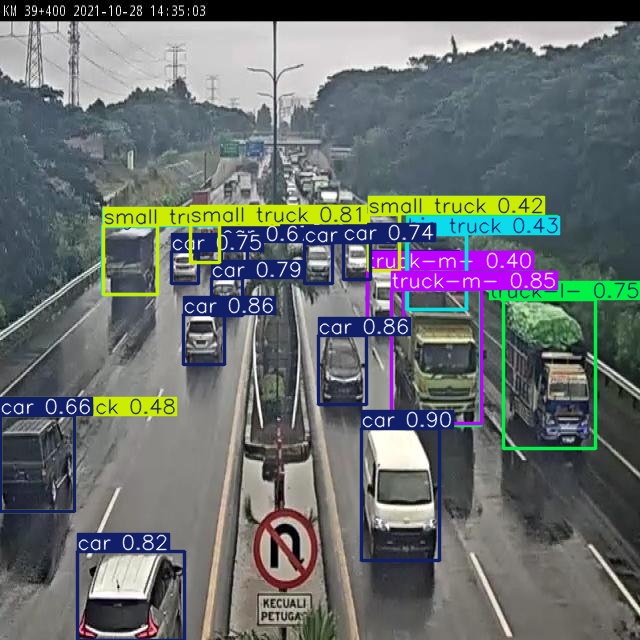 KM 39+400 2021-10-28 14:35:03
small truck 0.81
small truck 0.42
truck 0.43
car 0.75
car
car 0.74
car 0.79
truck-m- 0.40
truck-m- 0.85
truck-l- 0.75
car 0.86
car 0.86
car 0.66
ck 0.48
car 0.90
car 0.82
KECUALI
PETUGAS